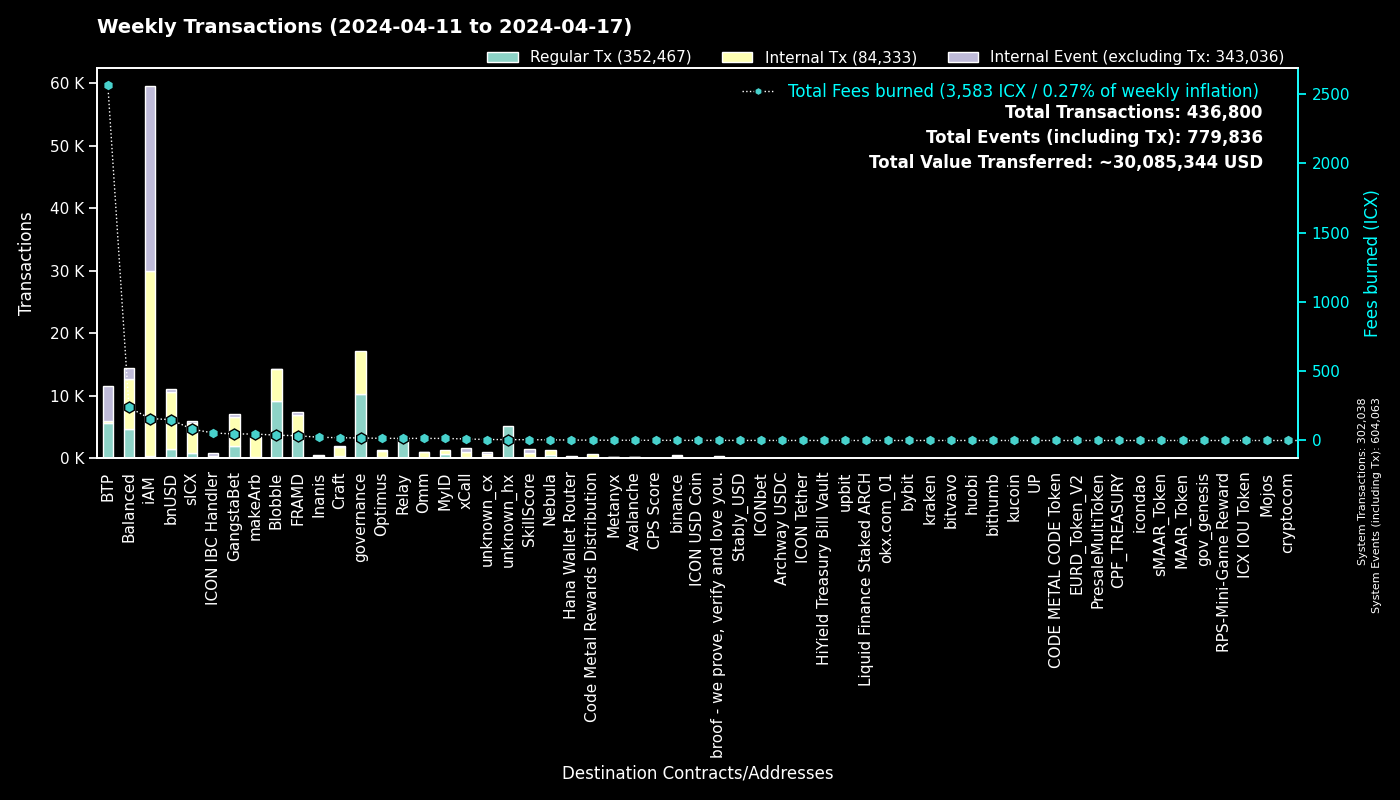 Weekly Transactions (2024-04-11 to 2024-04-17)
Regular Tx (352,467)
Internal Tx (84,333)
Internal Event (excluding Tx: 343,036)
Total Fees burned (3,583 ICX / 0.27% of weekly inflation)
Total Transactions: 436,800
Total Events (including Tx): 779,836
Total Value Transferred: ~30,085,344 USD
Transactions
60 K
50 K
40 K
30 K
20 K
10 K
0 K
2500
2000
1500
1000
500
0
Fees burned (ICX)
System Transactions: 302,038
System Events (including Tx): 604,063
BTP
Balanced
iAM
bnUSD
sICX
ICON IBC Handler
GangstaBet
makeArb
Blobble
FRAMD
Inanis
Craft
governance
Optimus
Relay
Omm
MyID
xCall
unknown_cx
unknown_hx
SkillScore
Nebula
Hana Wallet Router
Code Metal Rewards Distribution
Metanyx
Avalanche
CPS Score
binance
ICON USD Coin
broof - we prove, verify and love you.
Stably_USD
ICONbet
Archway USDC
ICON Tether
HiYield Treasury Bill Vault
upbit
Liquid Finance Staked ARCH
okx.com_01
bybit
kraken
bitvavo
huobi
bithumb
kucoin
UP
CODE METAL CODE Token
EURD_Token_V2
PresaleMultiToken
CPF_TREASURY
icondao
sMAAR_Token
MAAR_Token
gov_genesis
RPS-Mini-Game Reward
ICX IOU Token
Mojos
cryptocom
Destination Contracts/Addresses